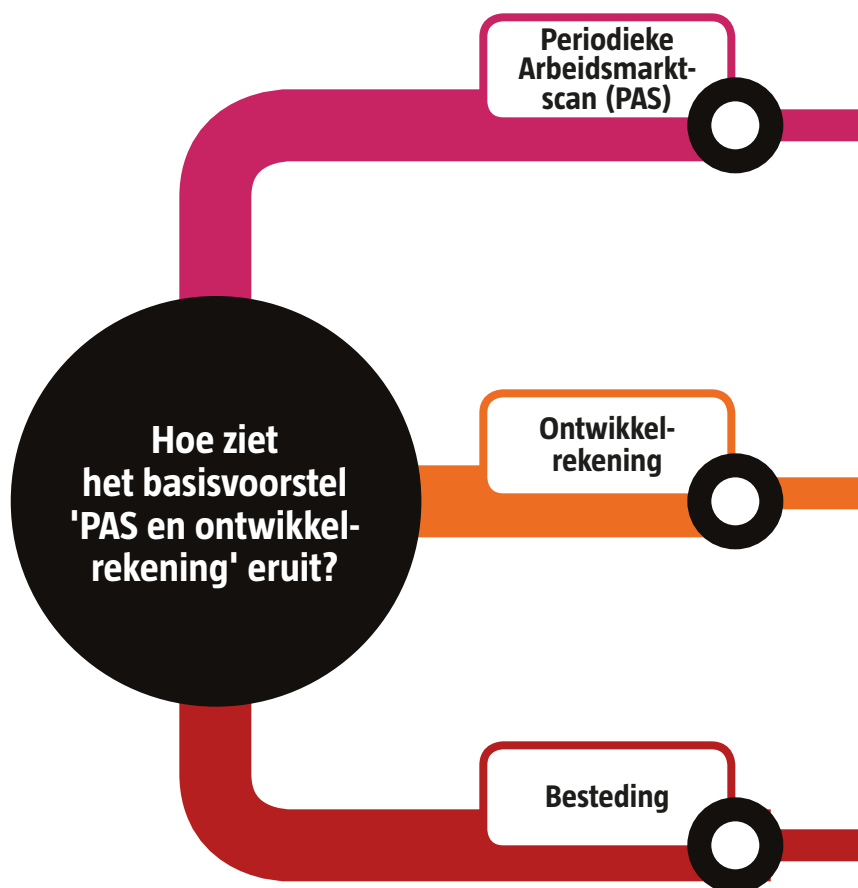 Periodieke
Arbeidsmarkt-
scan (PAS)
Hoe ziet
het basisvoorstel
'PAS en ontwikkel-
rekening' eruit?
Ontwikkel-
rekening
Besteding